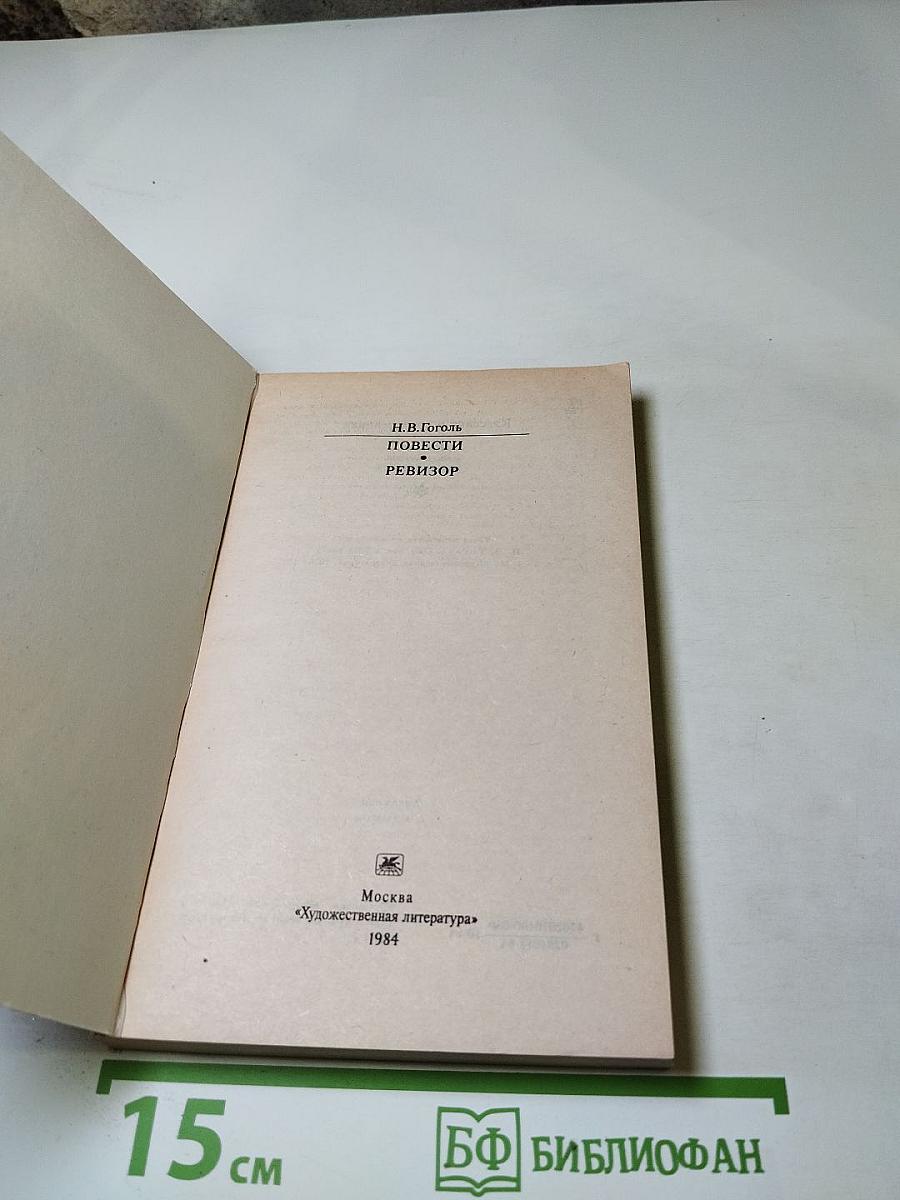 Н.В.Гоголь
ПОВЕСТИ
•
РЕВИЗОР
Москва
«Художественная литература»
1984
15 см
БФ БИБЛИОФАН